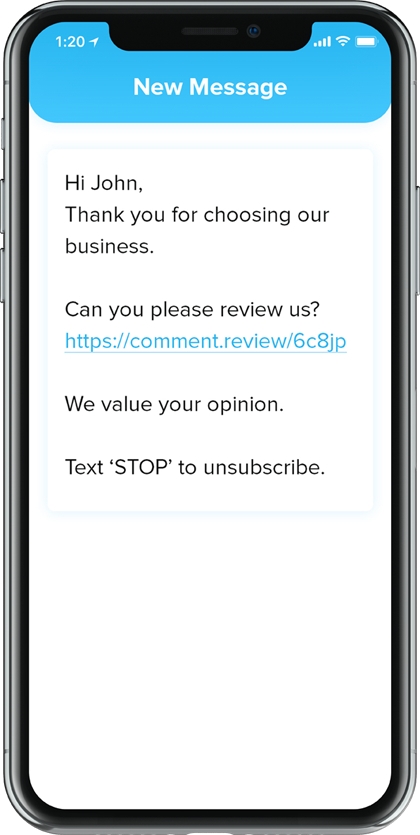 1:20
New Message
Hi John,
Thank you for choosing our
business.
Can you please review us?
https://comment.review/6c8jp
We value your opinion.
Text ‘STOP’ to unsubscribe.